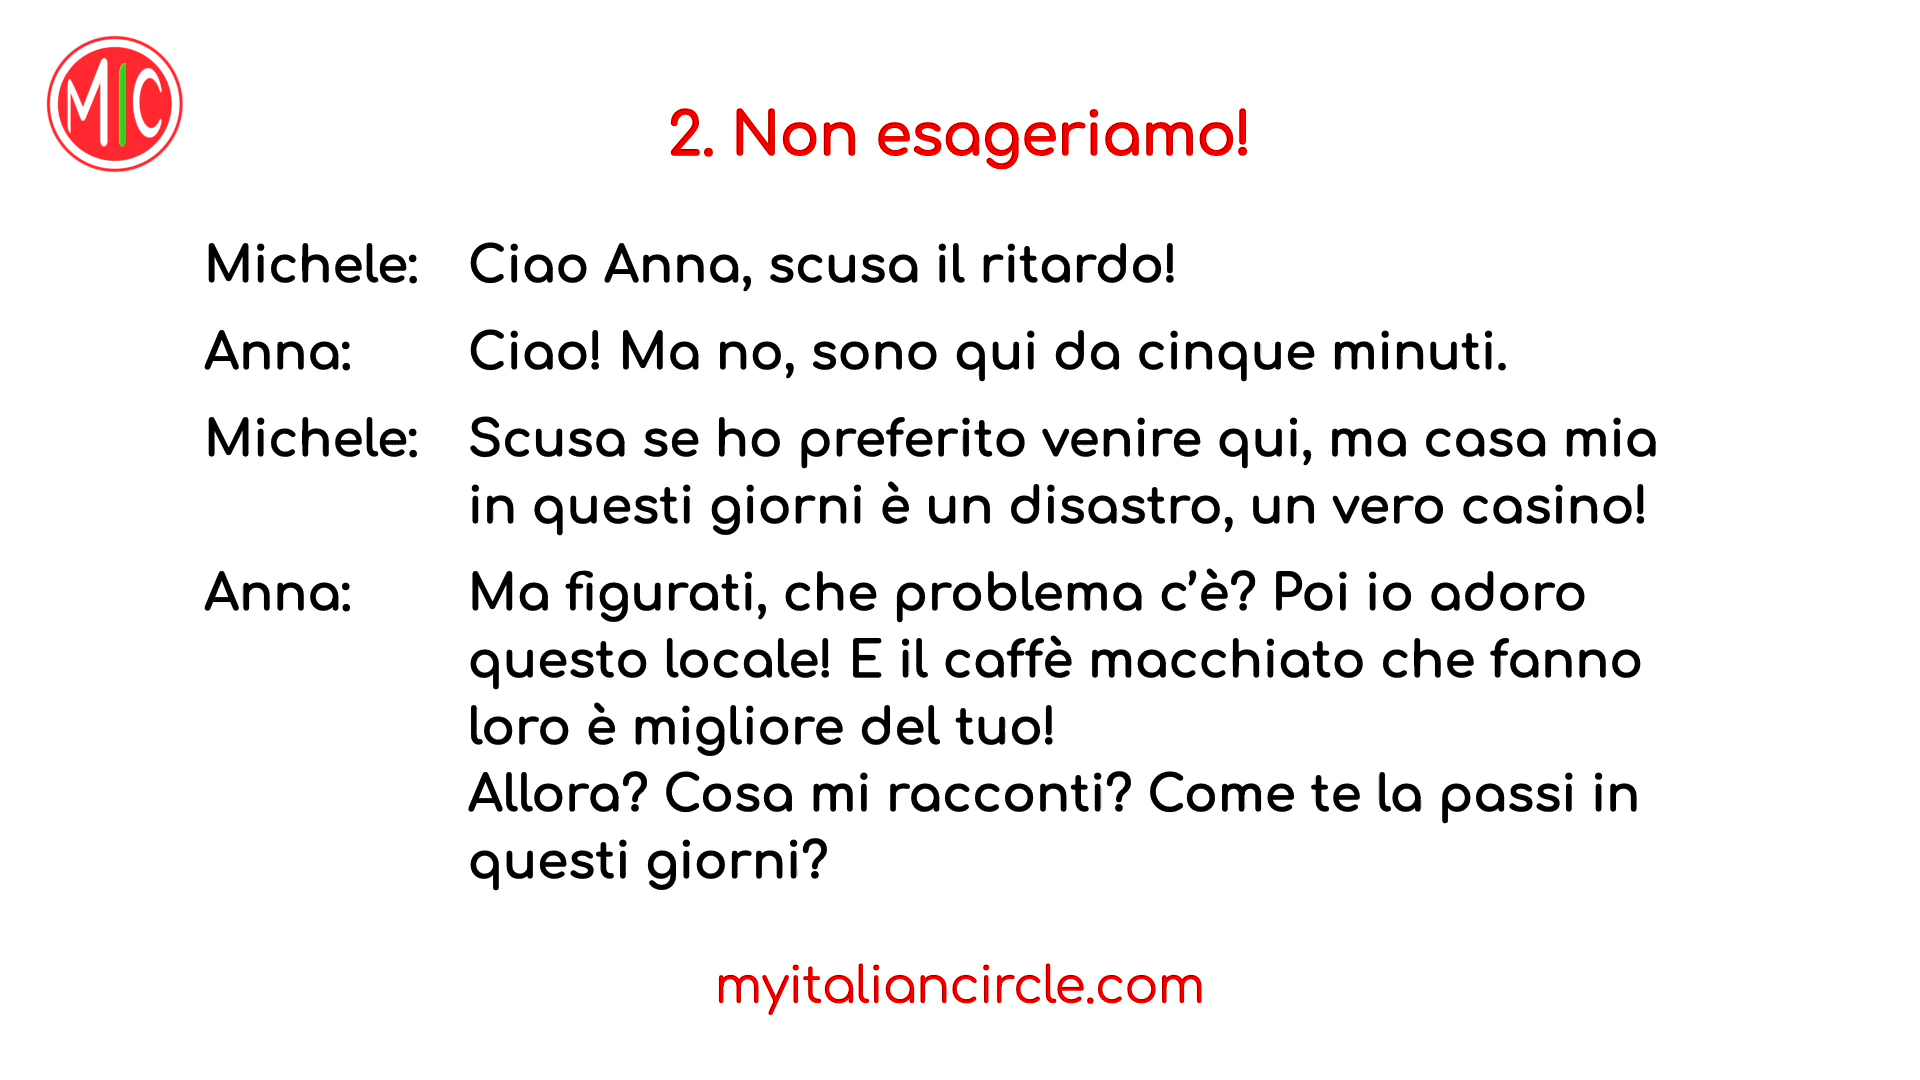 MIC
2. Non esageriamo!
Michele: Ciao Anna, scusa il ritardo!
Anna: Ciao! Ma no, sono qui da cinque minuti.
Michele: Scusa se ho preferito venire qui, ma casa mia
in questi giorni è un disastro, un vero casino!
Anna: Ma figurati, che problema c’è? Poi io adoro
questo locale! E il caffè macchiato che fanno
loro è migliore del tuo!
Allora? Cosa mi racconti? Come te la passi in
questi giorni?
myitaliancircle.com